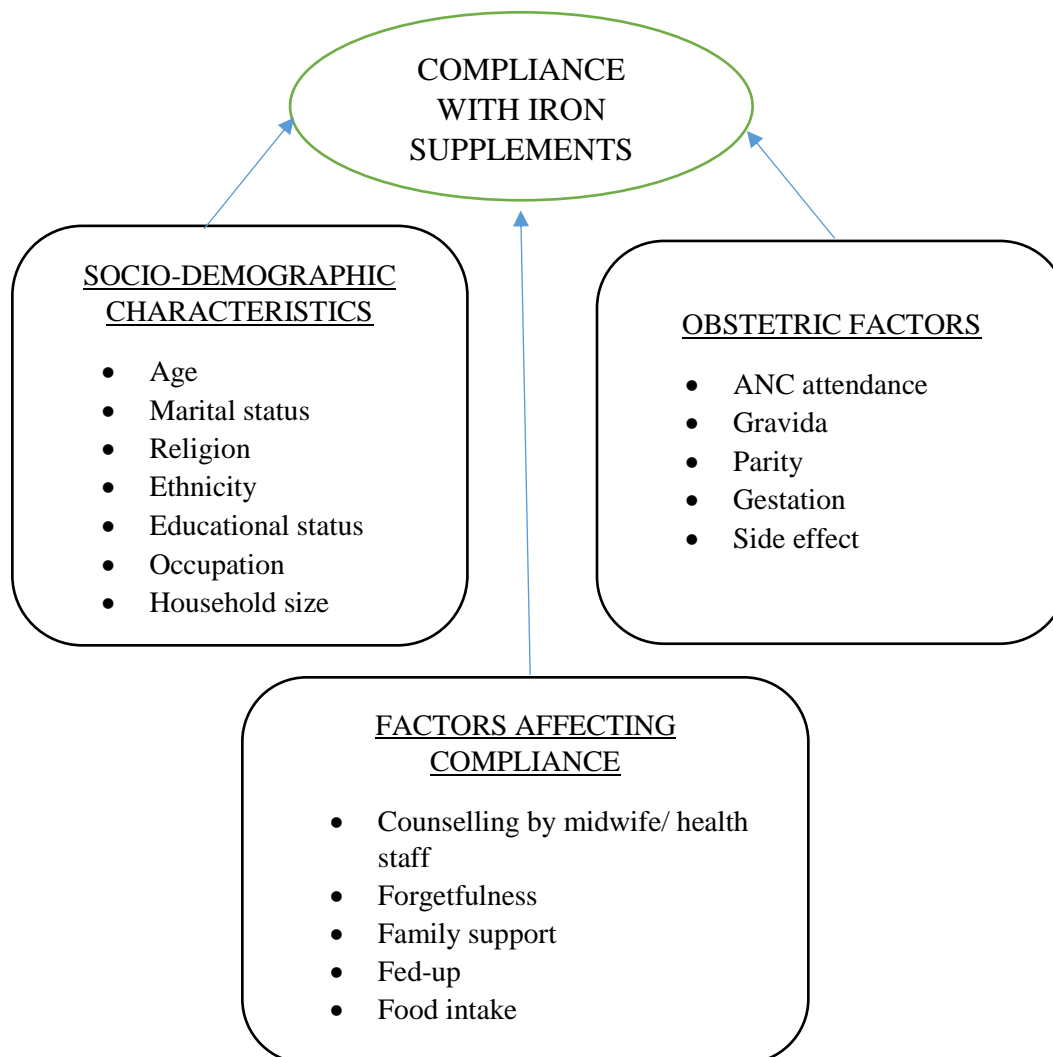 COMPLIANCE
WITH IRON
SUPPLEMENTS
SOCIO-DEMOGRAPHIC
CHARACTERISTICS
• Age
• Marital status
• Religion
• Ethnicity
• Educational status
• Occupation
• Household size
OBSTETRIC FACTORS
• ANC attendance
• Gravida
• Parity
• Gestation
• Side effect
FACTORS AFFECTING
COMPLIANCE
• Counselling by midwife/ health
staff
• Forgetfulness
• Family support
• Fed-up
• Food intake